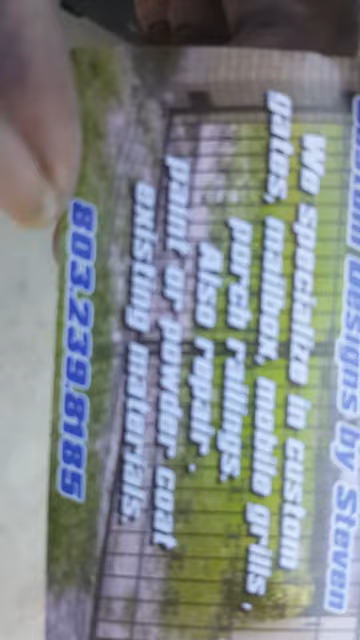 Designs by Steven
We specialize in custom
gates, mailbox, mobile grills,
porch railings.
Also repair,
paint or powder coat
existing materials.
803.239.8185